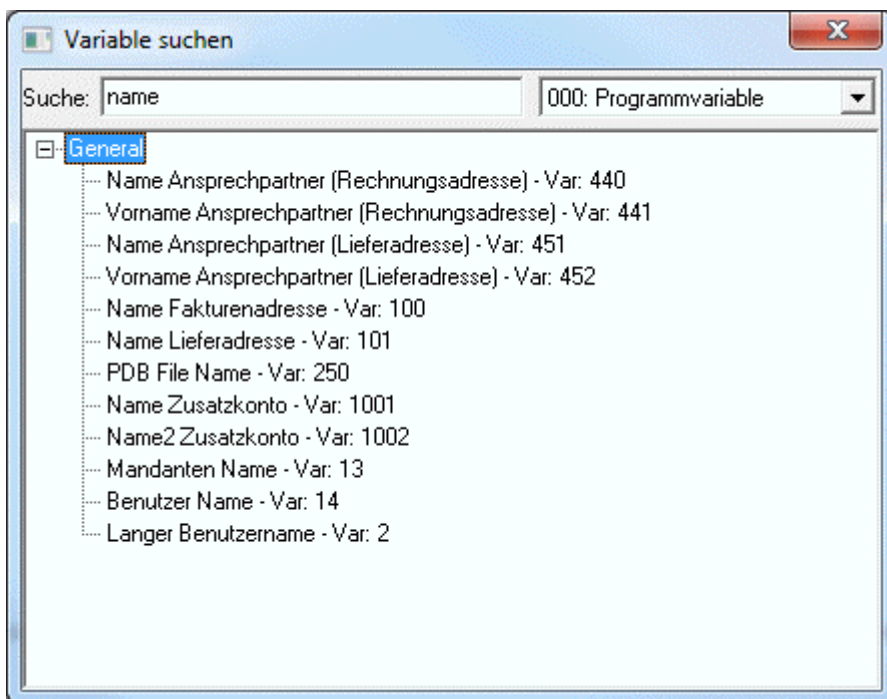 Variable suchen
Suche: name 000: Programmvariable
General
Name Ansprechpartner (Rechnungsadresse) - Var: 440
Vorname Ansprechpartner (Rechnungsadresse) - Var: 441
Name Ansprechpartner (Lieferadresse) - Var: 451
Vorname Ansprechpartner (Lieferadresse) - Var: 452
Name Fakturenadresse - Var: 100
Name Lieferadresse - Var: 101
PDB File Name - Var: 250
Name Zusatzkonto - Var: 1001
Name2 Zusatzkonto - Var: 1002
Mandanten Name - Var: 13
Benutzer Name - Var: 14
Langer Benutzername - Var: 2